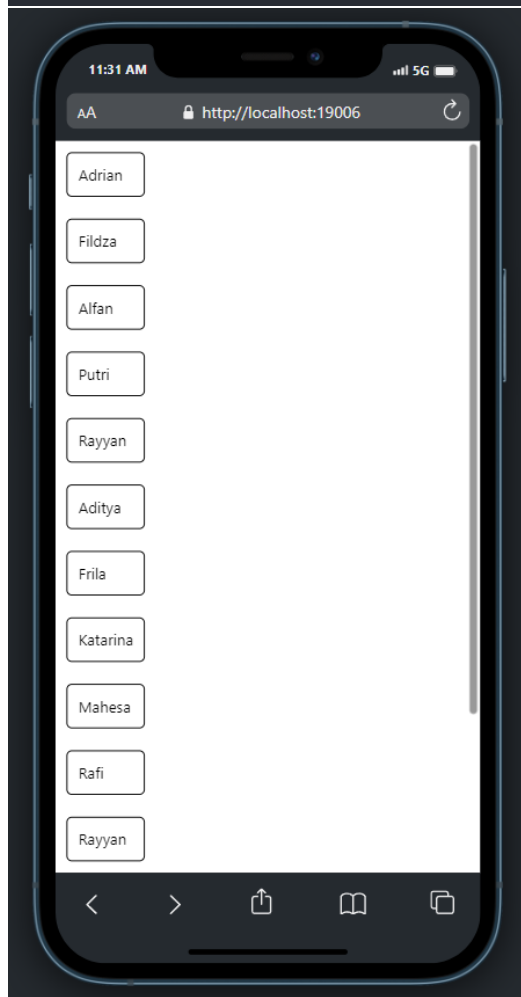 11:31 AM
5G
AA
http://localhost:19006
Adrian
Fildza
Alfan
Putri
Rayyan
Aditya
Frila
Katarina
Mahesa
Rafi
Rayyan